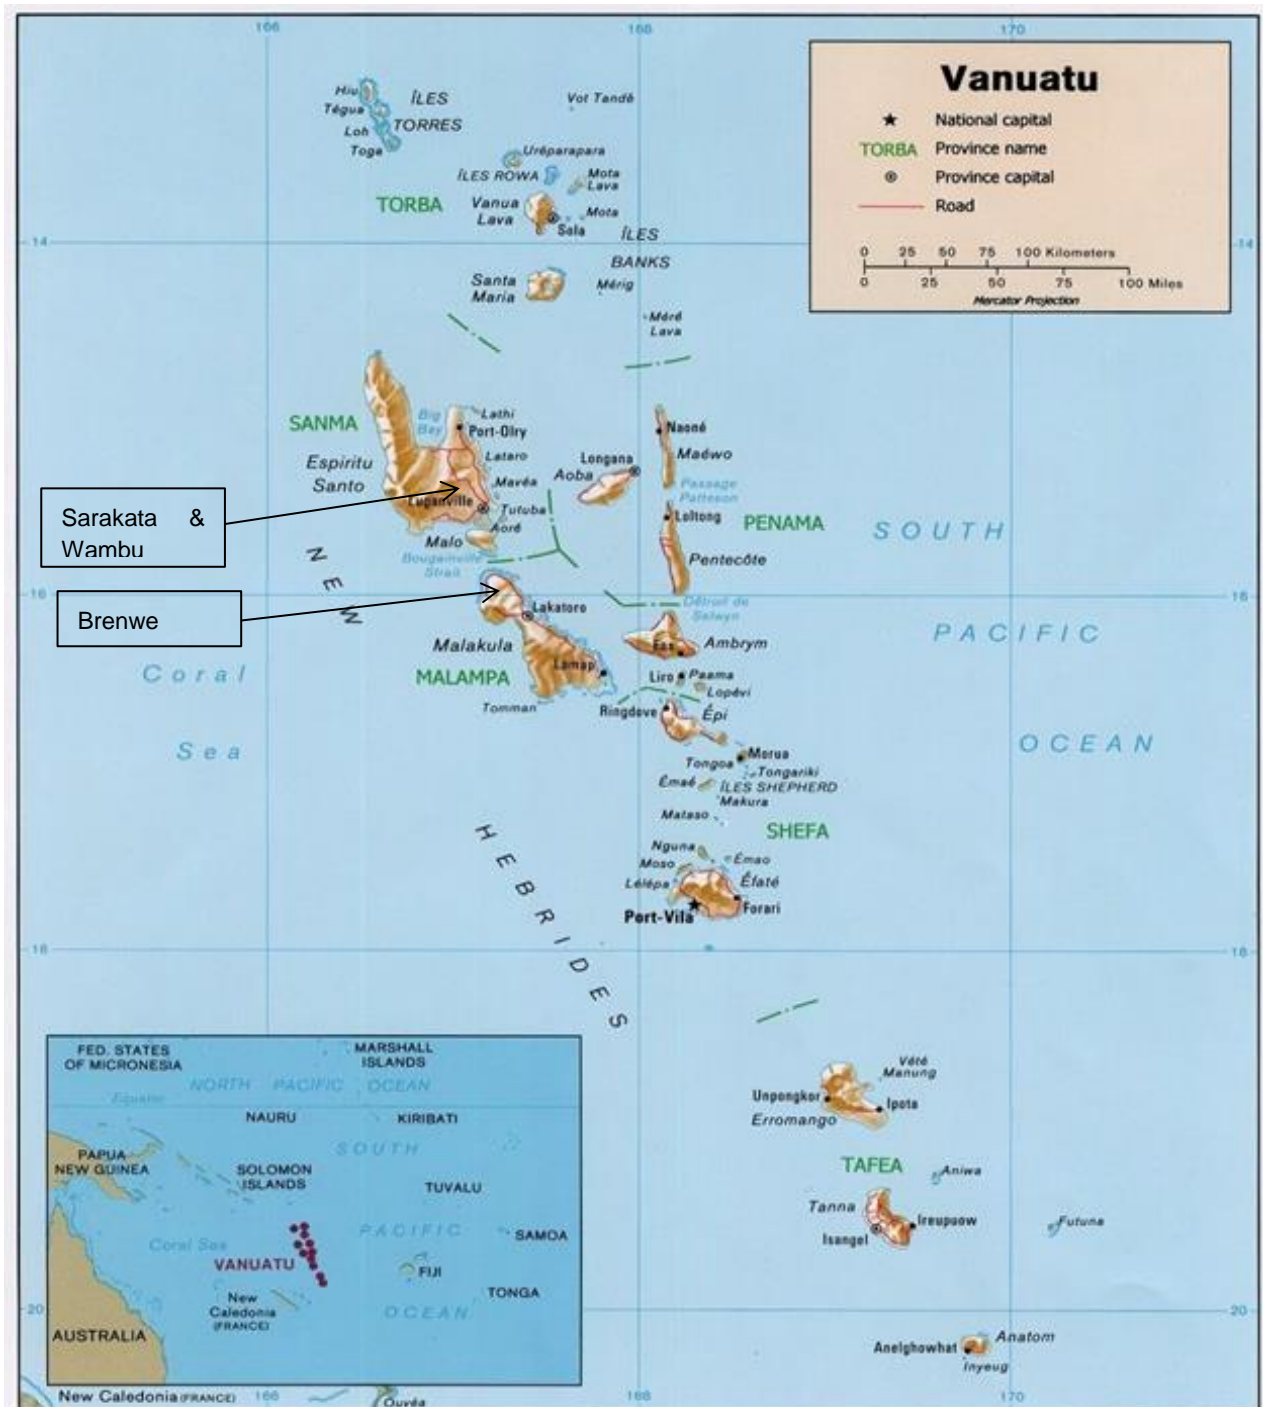 166
168
170
Vanuatu
National capital
TORBA Province name
Province capital
Road
0 25 50 75 100 Kilometers
0 25 50 75 100 Miles
Mercator Projection
Hiu
Tégua
Loh
Toga
ÎLES
TORRES
Vot Tandé
Uréparapara
ÎLES ROWA
Mota
Lava
TORBA
Vanua
Lava
Mota
Sola
ÎLES
BANKS
14
14
Santa
Maria
Mérig
Méré
Lava
SANMA
Big
Bay
Lathi
Port-Olry
Espiritu
Santo
Lataro
Mavéa
Luganville
Tutuba
Aoré
Malo
Bougainville
Strait
Naoné
Maéwo
Longana
Aoba
Passage
Patteson
Loltong
PENAMA
Pentecôte
SOUTH
PACIFIC
OCEAN
Sarakata &
Wambu
Brenwe
NEW
HEBRIDES
16
16
Détroit de
Selwyn
Lakatoro
Malakula
MALAMPA
Lamap
Tomman
Eas
Ambrym
Liro
Paama
Lopévi
Coral
Sea
Ringdove
Épi
Morua
Tongoa
Tongariki
Émaé
ÎLES SHEPHERD
Makura
Mataso
SHEFA
Nguna
Moso
Émao
Lélépa
Éfaté
Port-Vila
Forari
18
18
Vété
Manung
Unpongkor
Ipota
Erromango
TAFEA
Aniwa
Tanna
Ireupuow
Isangel
Futuna
20
20
Anelghowhat
Anatom
Inyeug
FED. STATES
OF MICRONESIA
MARSHALL
ISLANDS
NORTH PACIFIC OCEAN
Equator
NAURU
KIRIBATI
SOUTH
PAPUA
NEW GUINEA
SOLOMON
ISLANDS
TUVALU
PACIFIC
Coral Sea
SAMOA
VANUATU
FIJI
New
Caledonia
(FRANCE)
TONGA
OCEAN
AUSTRALIA
New Caledonia (FRANCE)
166
Ouvéa
168
170